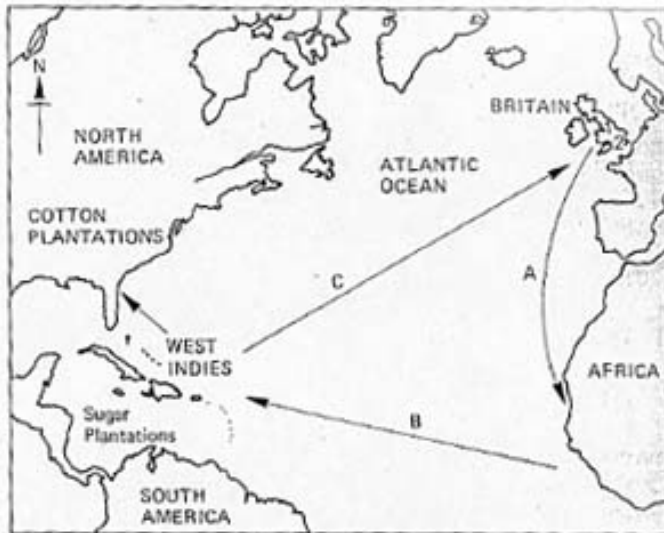 N
BRITAIN
NORTH
AMERICA
ATLANTIC
OCEAN
COTTON
PLANTATIONS
A
C
WEST
INDIES
AFRICA
B
Sugar
Plantations
SOUTH
AMERICA